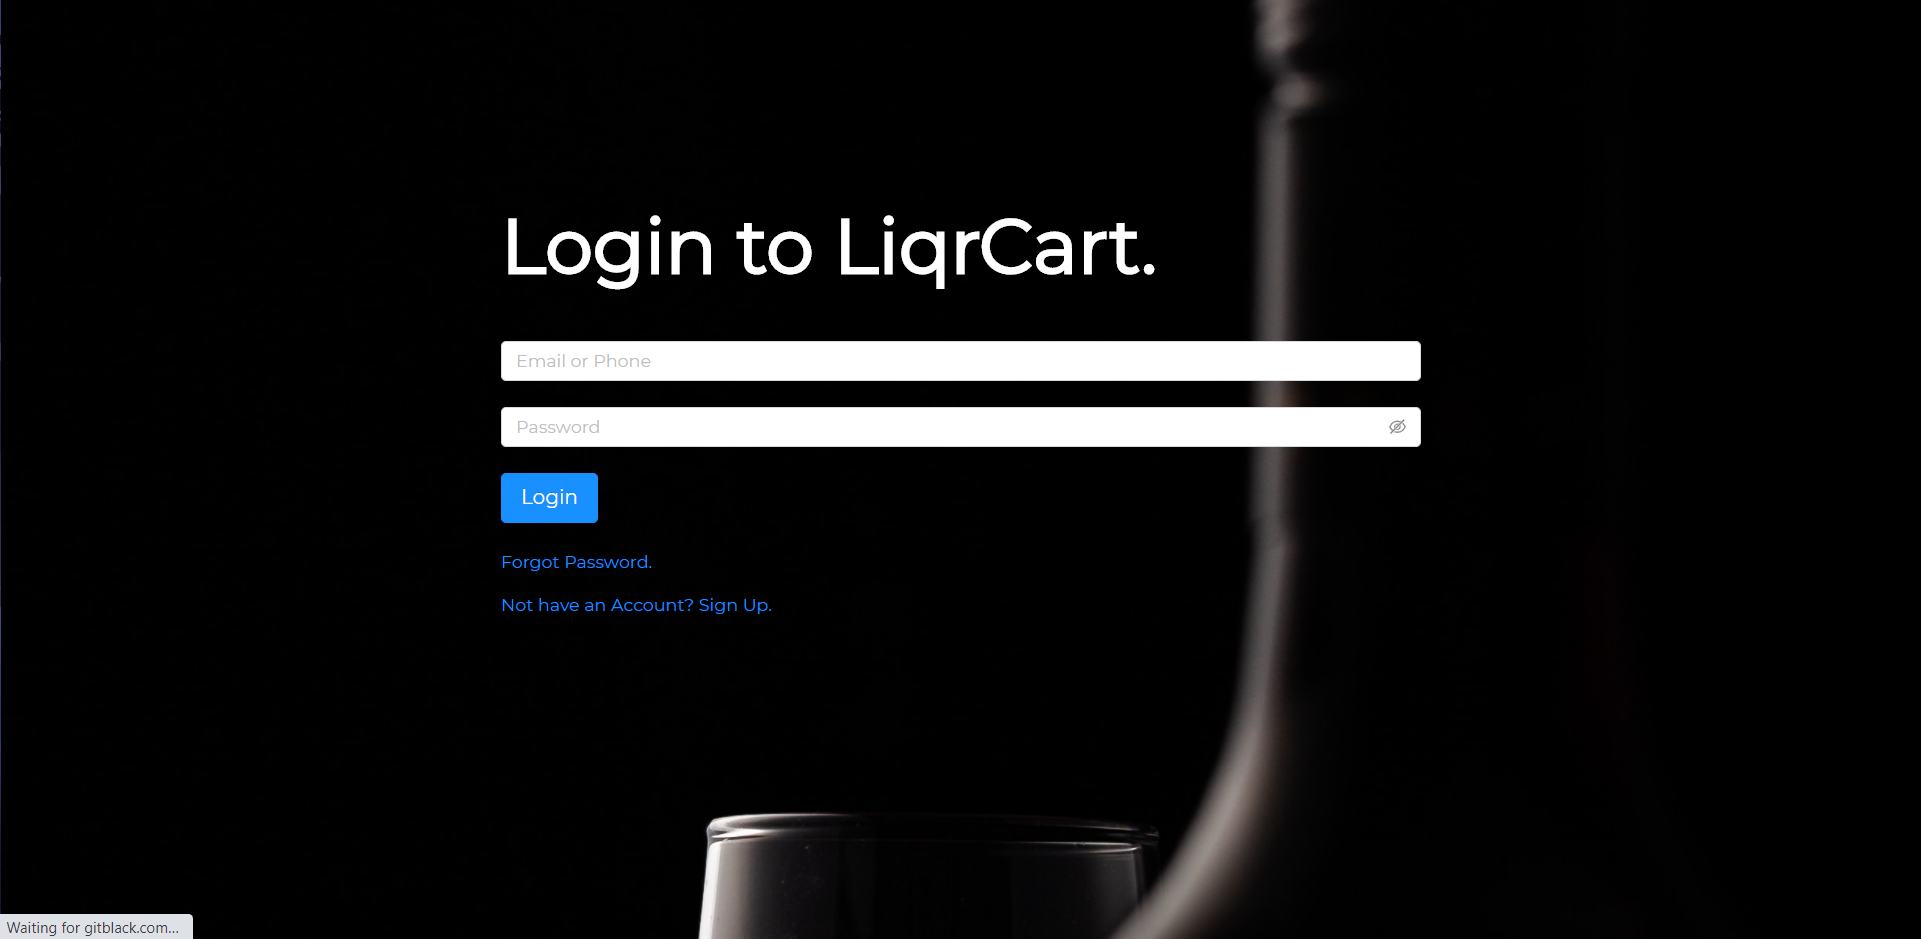 Login to LiqrCart.
Email or Phone
Password
Login
Forgot Password.
Not have an Account? Sign Up.
Waiting for gitblack.com...